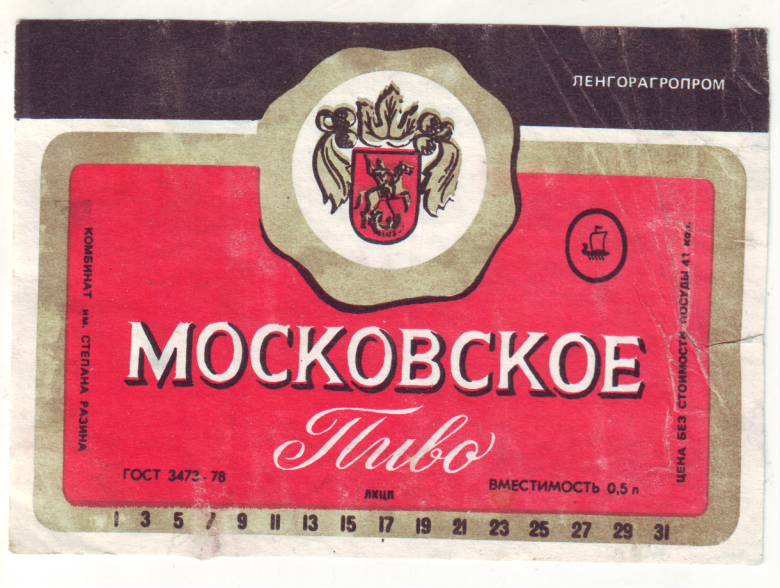 ЛЕНГОРАГРОПРОМ
КОМБИНАТ им. СТЕПАНА РАЗИНА
ЦЕНА БЕЗ СТОИМОСТИ ПОСУДЫ 41 коп.
МОСКОВСКОЕ
Пиво
ГОСТ 3473-78
ВМЕСТИМОСТЬ 0,5 л
ЛКЦП
1 3 5 7 9 11 13 15 17 19 21 23 25 27 29 31